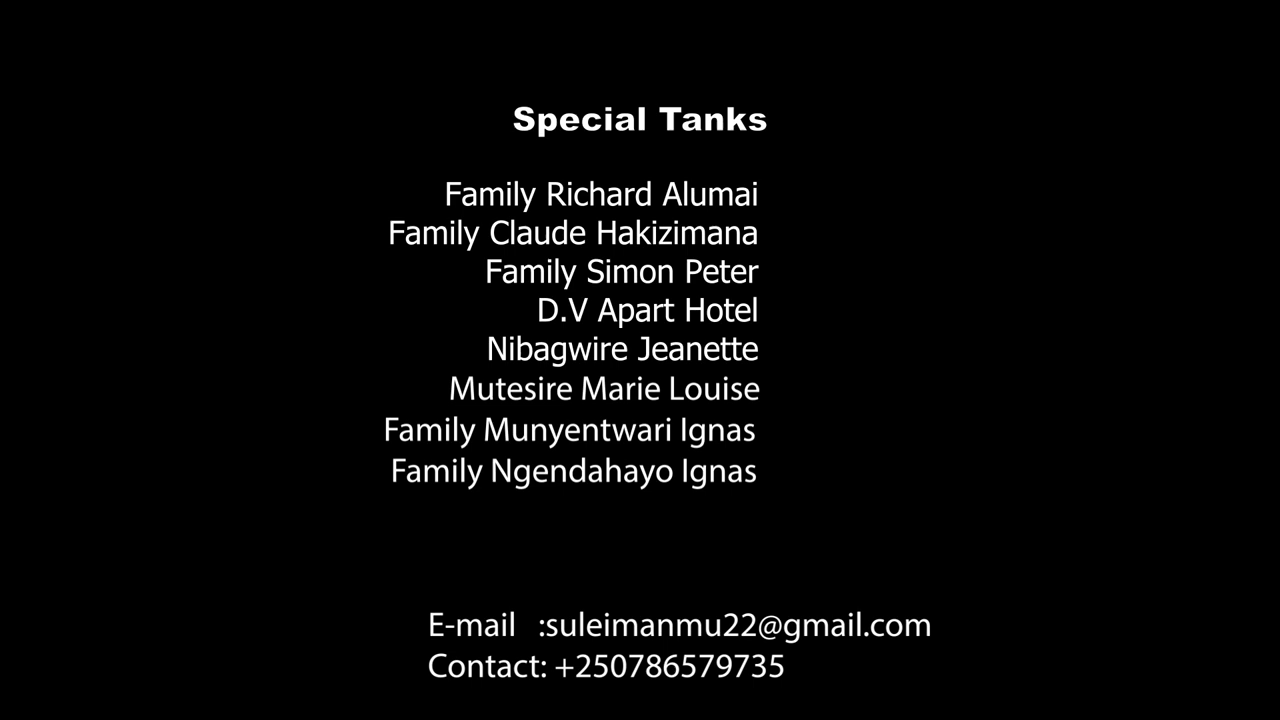 Special Tanks
Family Richard Alumai
Family Claude Hakizimana
Family Simon Peter
D.V Apart Hotel
Nibagwire Jeanette
Mutesire Marie Louise
Family Munyentwari Ignas
Family Ngendahayo Ignas
E-mail :suleimanmu22@gmail.com
Contact: +250786579735